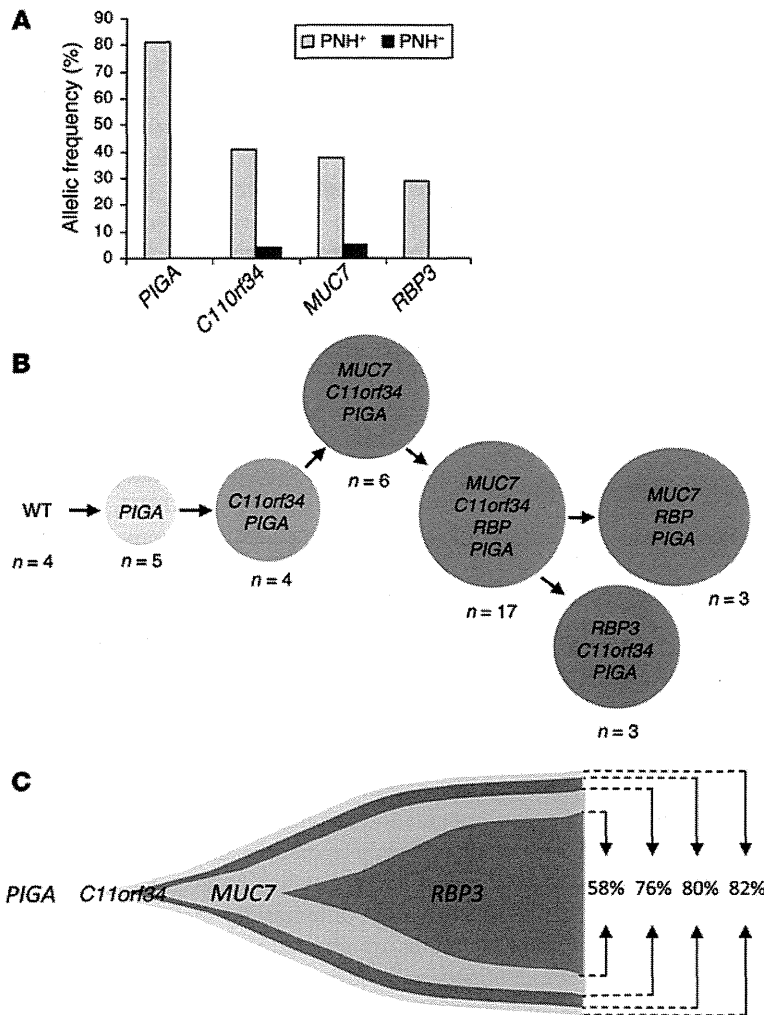 A
90
80
70
60
50
40
30
20
10
0
Allelic frequency (%)
PNH+ PNH−
PIGA
C110rf34
MUC7
RBP3
B
WT
n = 4
PIGA
n = 5
C11orf34
PIGA
n = 4
MUC7
C11orf34
PIGA
n = 6
MUC7
C11orf34
RBP
PIGA
n = 17
MUC7
RBP
PIGA
n = 3
RBP3
C11orf34
PIGA
n = 3
C
PIGA C11orf34 MUC7 RBP3 58% 76% 80% 82%